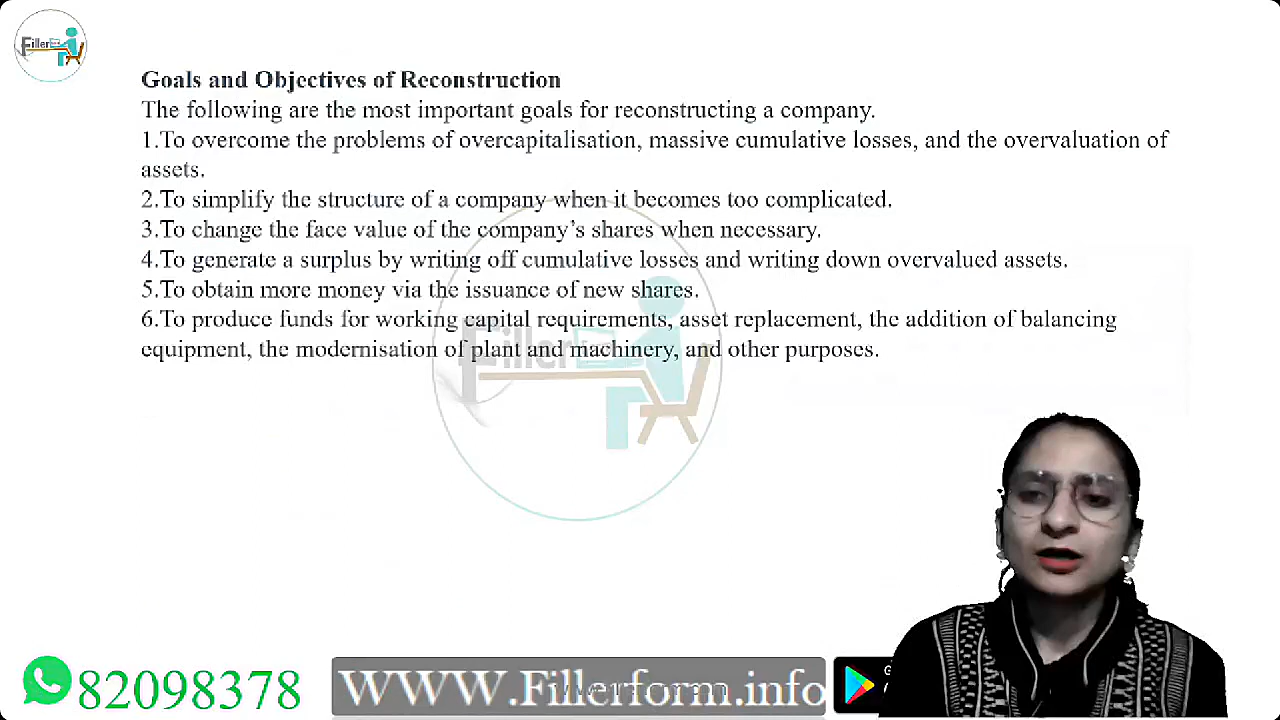 Filler
Goals and Objectives of Reconstruction
The following are the most important goals for reconstructing a company.
1.To overcome the problems of overcapitalisation, massive cumulative losses, and the overvaluation of
assets.
2.To simplify the structure of a company when it becomes too complicated.
3.To change the face value of the company’s shares when necessary.
4.To generate a surplus by writing off cumulative losses and writing down overvalued assets.
5.To obtain more money via the issuance of new shares.
6.To produce funds for working capital requirements, asset replacement, the addition of balancing
equipment, the modernisation of plant and machinery, and other purposes.
Filler
82098378
WWW.Fillerform.info